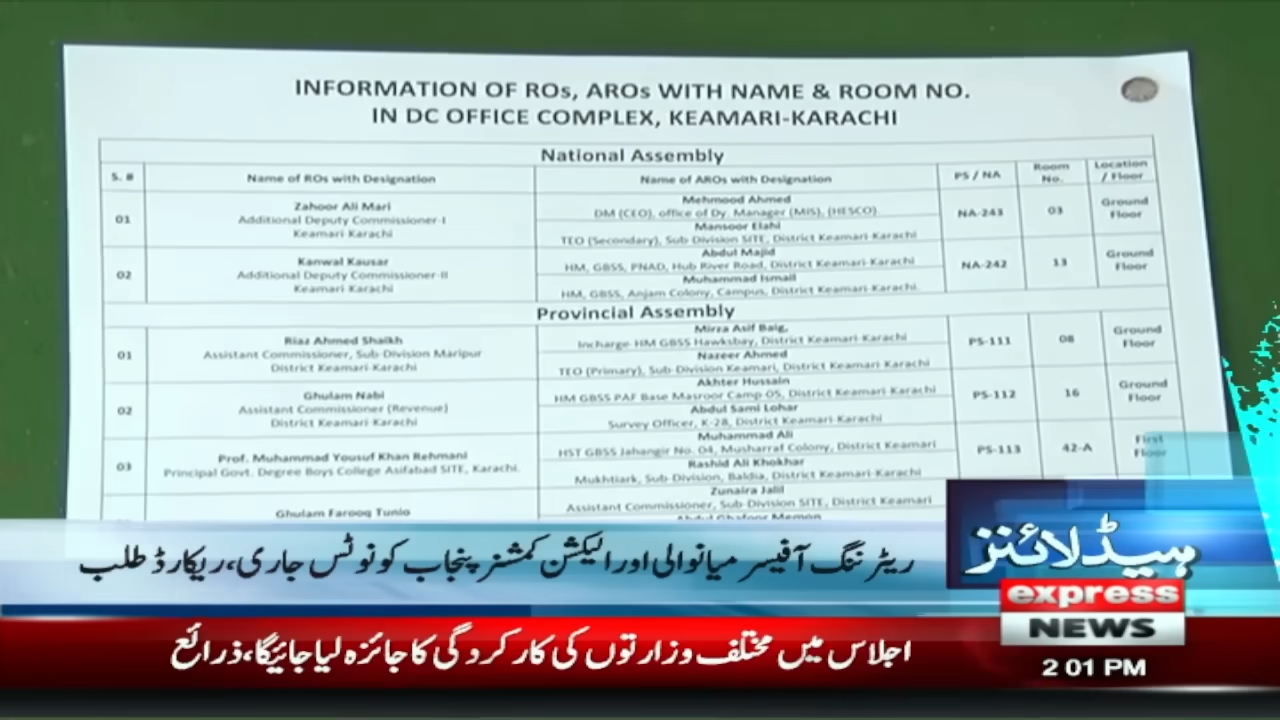 INFORMATION OF ROs, AROs WITH NAME & ROOM NO.
IN DC OFFICE COMPLEX, KEAMARI-KARACHI
National Assembly
S. # Name of ROs with Designation Name of AROs with Designation PS / NA Room No. Location / Floor
01
Zahoor Ali Mari
Additional Deputy Commissioner-I
Keamari Karachi
Mehmood Ahmed
DM (CEO), office of Dy. Manager (MIS), (HESCO)
Mansoor Elahi
TEO (Secondary), Sub-Division SITE, District Keamari-Karachi
NA-243
03
Ground
Floor
02
Kanwal Kausar
Additional Deputy Commissioner-II
Keamari Karachi
Abdul Majid
HM, GBSS, PNAD, Hub River Road, District Keamari-Karachi
Muhammad Ismail
HM, GBSS, Anjam Colony, Campus, District Keamari-Karachi.
NA-242
13
Ground
Floor
Provincial Assembly
01
Riaz Ahmed Shaikh
Assistant Commissioner, Sub-Division Maripur
District Keamari Karachi
Mirza Asif Baig,
Incharge-HM GBSS Hawksbay, District Keamari-Karachi
Nazeer Ahmed
TEO (Primary), Sub-Division Keamari, District Keamari-Karachi
PS-111
08
Ground
Floor
02
Ghulam Nabi
Assistant Commissioner (Revenue)
District Keamari Karachi
Akhter Hussain
HM GBSS PAF Base Masroor Camp-05, District Keamari-Karachi
Abdul Sami Lohar
Survey Officer, K-28, District Keamari-Karachi
PS-112
16
Ground
Floor
03
Prof. Muhammad Yousuf Khan Rehmani
Principal Govt. Degree Boys College Asifabad SITE, Karachi.
Muhammad Ali
HST GBSS Jahangir No. 04, Musharraf Colony, District Keamari
Rashid Ali Khokhar
Mukhtiark, Sub-Division, Baldia, District Keamari-Karachi
PS-113
42-A
First
Floor
Ghulam Farooq Tunio
Zunaira Jalil
Assistant Commissioner, Sub-Division SITE, District Keamari
Abdul Ghafoor Memon
ریٹرننگ آفیسر میانوالی اور الیکشن کمشنر پنجاب کو نوٹس جاری، ریکارڈ طلب
ہیڈلائنز
express
NEWS
2:01 PM
اجلاس میں مختلف وزارتوں کی کارکردگی کا جائزہ لیا جائیگا، ذرائع